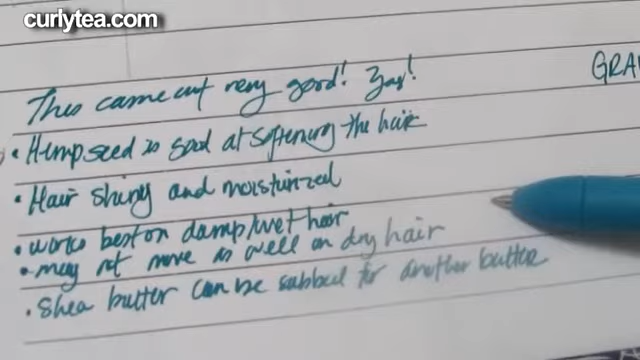 curlytea.com
This came out very good! Yay!
GRA
• Hempseed is good at softening the hair
• Hair shiny and moisturized
• works best on damp/wet hair
• may not move as well on dry hair
• Shea butter can be subbed for another butter